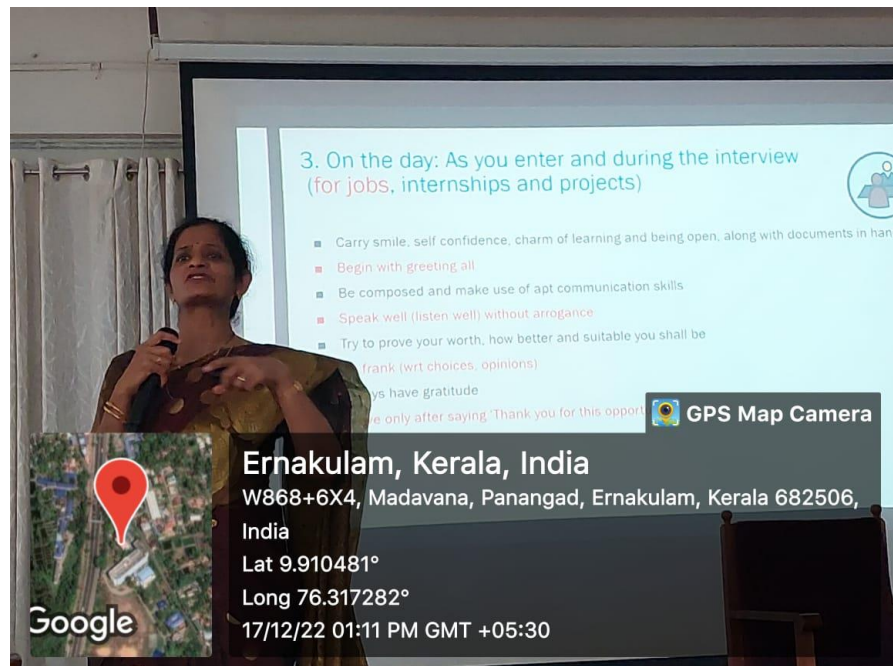 3. On the day: As you enter and during the interview
(for jobs, internships and projects)
Carry smile, self confidence, charm of learning and being open, along with documents in han
Begin with greeting all
Be composed and make use of apt communication skills
Speak well (listen well) without arrogance
Try to prove your worth, how better and suitable you shall be
frank (wrt choices, opinions)
ys have gratitude
ve only after saying 'Thank you for this opport
GPS Map Camera
Ernakulam, Kerala, India
W868+6X4, Madavana, Panangad, Ernakulam, Kerala 682506,
India
Lat 9.910481°
Long 76.317282°
17/12/22 01:11 PM GMT +05:30
Google